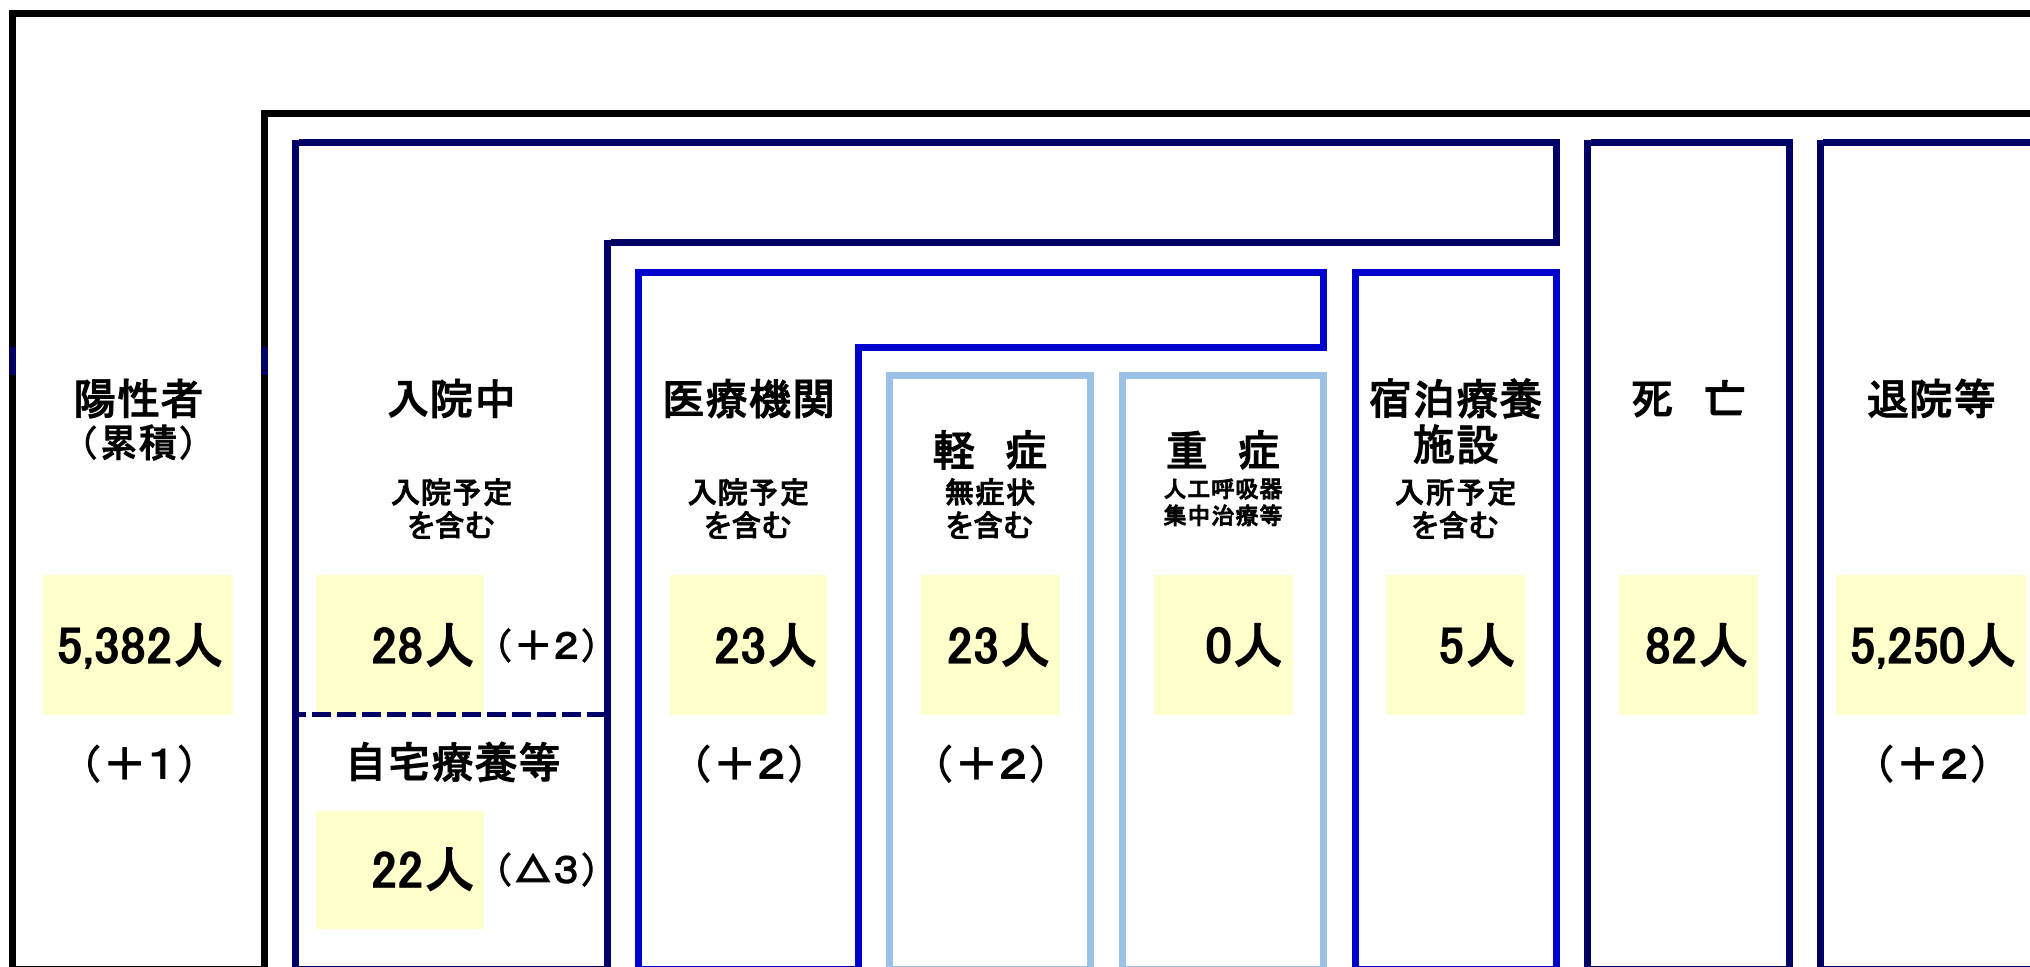 陽性者
（累積）
5,382人
（＋1）
入院中
入院予定
を含む
28人（＋2）
自宅療養等
22人（△3）
医療機関
入院予定
を含む
23人
（＋2）
軽　症
無症状
を含む
23人
（＋2）
重　症
人工呼吸器
集中治療等
0人
宿泊療養
施設
入所予定
を含む
5人
死　亡
82人
退院等
5,250人
（＋2）